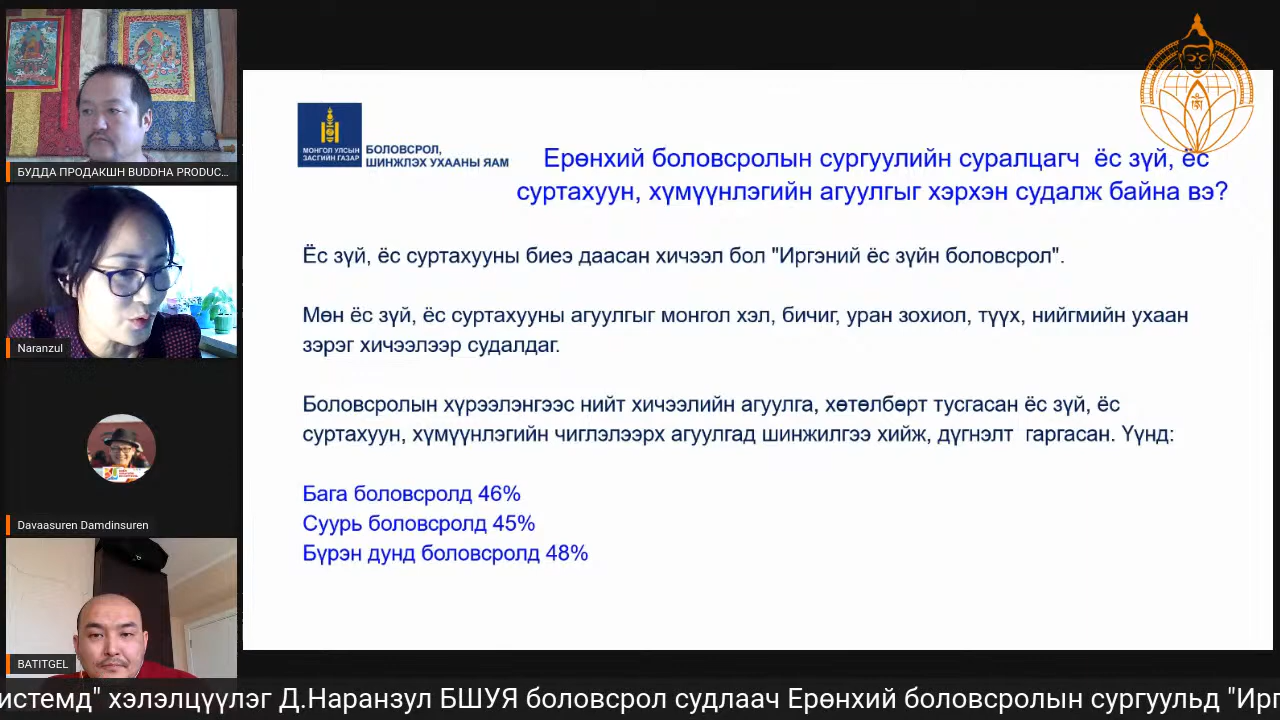 БУДДА ПРОДАКШН BUDDHA PRODUC...
Naranzul
Davaasuren Damdinsuren
BATITGEL
МОНГОЛ УЛСЫН
ЗАСГИЙН ГАЗАР
БОЛОВСРОЛ,
ШИНЖЛЭХ УХААНЫ ЯАМ
Ерөнхий боловсролын сургуулийн суралцагч ёс зүй, ёс
суртахуун, хүмүүнлэгийн агуулгыг хэрхэн судалж байна вэ?
Ёс зүй, ёс суртахууны биеэ даасан хичээл бол "Иргэний ёс зүйн боловсрол".
Мөн ёс зүй, ёс суртахууны агуулгыг монгол хэл, бичиг, уран зохиол, түүх, нийгмийн ухаан
зэрэг хичээлээр судалдаг.
Боловсролын хүрээлэнгээс нийт хичээлийн агуулга, хөтөлбөрт тусгасан ёс зүй, ёс
суртахуун, хүмүүнлэгийн чиглэлээрх агуулгад шинжилгээ хийж, дүгнэлт гаргасан. Үүнд:
Бага боловсролд 46%
Суурь боловсролд 45%
Бүрэн дунд боловсролд 48%
истемд" хэлэлцүүлэг Д.Наранзул БШУЯ боловсрол судлаач Ерөнхий боловсролын сургуульд "Ирг